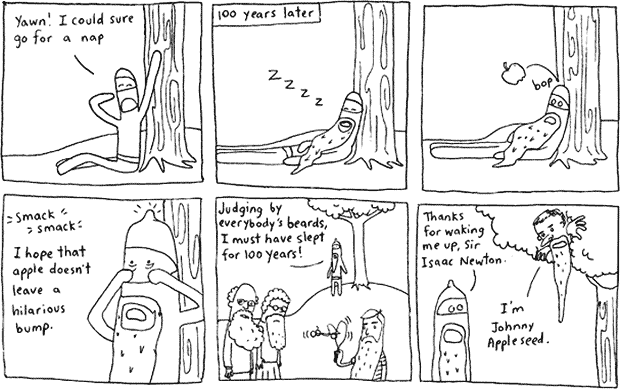 Yawn! I could sure
go for a nap
100 years later
z z z z
bop
Smack
smack
I hope that
apple doesn't
leave a
hilarious
bump.
Judging by
everybody's beards,
I must have slept
for 100 years!
Thanks
for waking
me up, Sir
Isaac Newton.
I'm
Johnny
Appleseed.